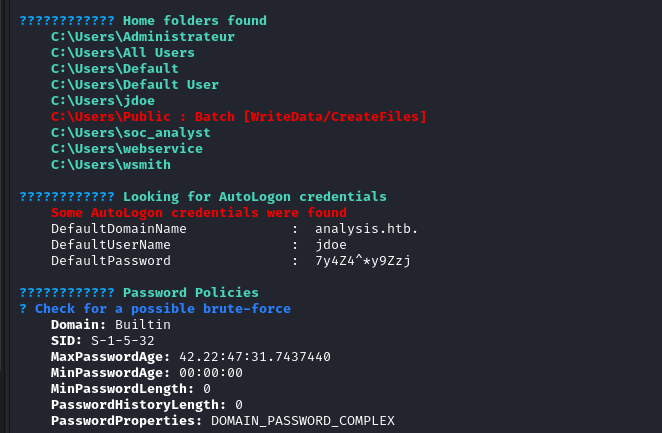 ???????????? Home folders found
C:\Users\Administrateur
C:\Users\All Users
C:\Users\Default
C:\Users\Default User
C:\Users\jdoe
C:\Users\Public : Batch [WriteData/CreateFiles]
C:\Users\soc_analyst
C:\Users\webservice
C:\Users\wsmith
???????????? Looking for AutoLogon credentials
Some AutoLogon credentials were found
DefaultDomainName : analysis.htb.
DefaultUserName : jdoe
DefaultPassword : 7y4Z4^*y9Zzj
???????????? Password Policies
? Check for a possible brute-force
Domain: Builtin
SID: S-1-5-32
MaxPasswordAge: 42.22:47:31.7437440
MinPasswordAge: 00:00:00
MinPasswordLength: 0
PasswordHistoryLength: 0
PasswordProperties: DOMAIN_PASSWORD_COMPLEX